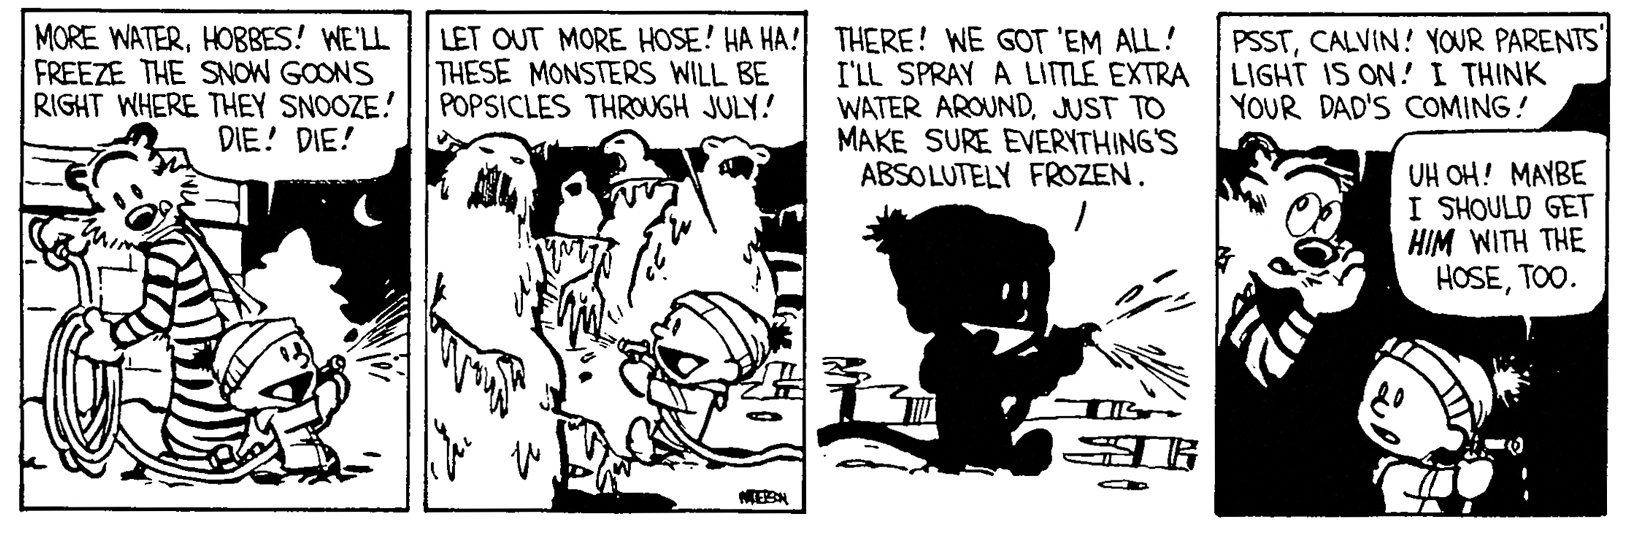 MORE WATER, HOBBES! WE'LL
FREEZE THE SNOW GOONS
RIGHT WHERE THEY SNOOZE!
DIE! DIE!
LET OUT MORE HOSE! HA HA!
THESE MONSTERS WILL BE
POPSICLES THROUGH JULY!
WATTERSON
THERE! WE GOT 'EM ALL!
I'LL SPRAY A LITTLE EXTRA
WATER AROUND, JUST TO
MAKE SURE EVERYTHING'S
ABSOLUTELY FROZEN.
PSST, CALVIN! YOUR PARENTS'
LIGHT IS ON! I THINK
YOUR DAD'S COMING!
UH OH! MAYBE
I SHOULD GET
HIM WITH THE
HOSE, TOO.